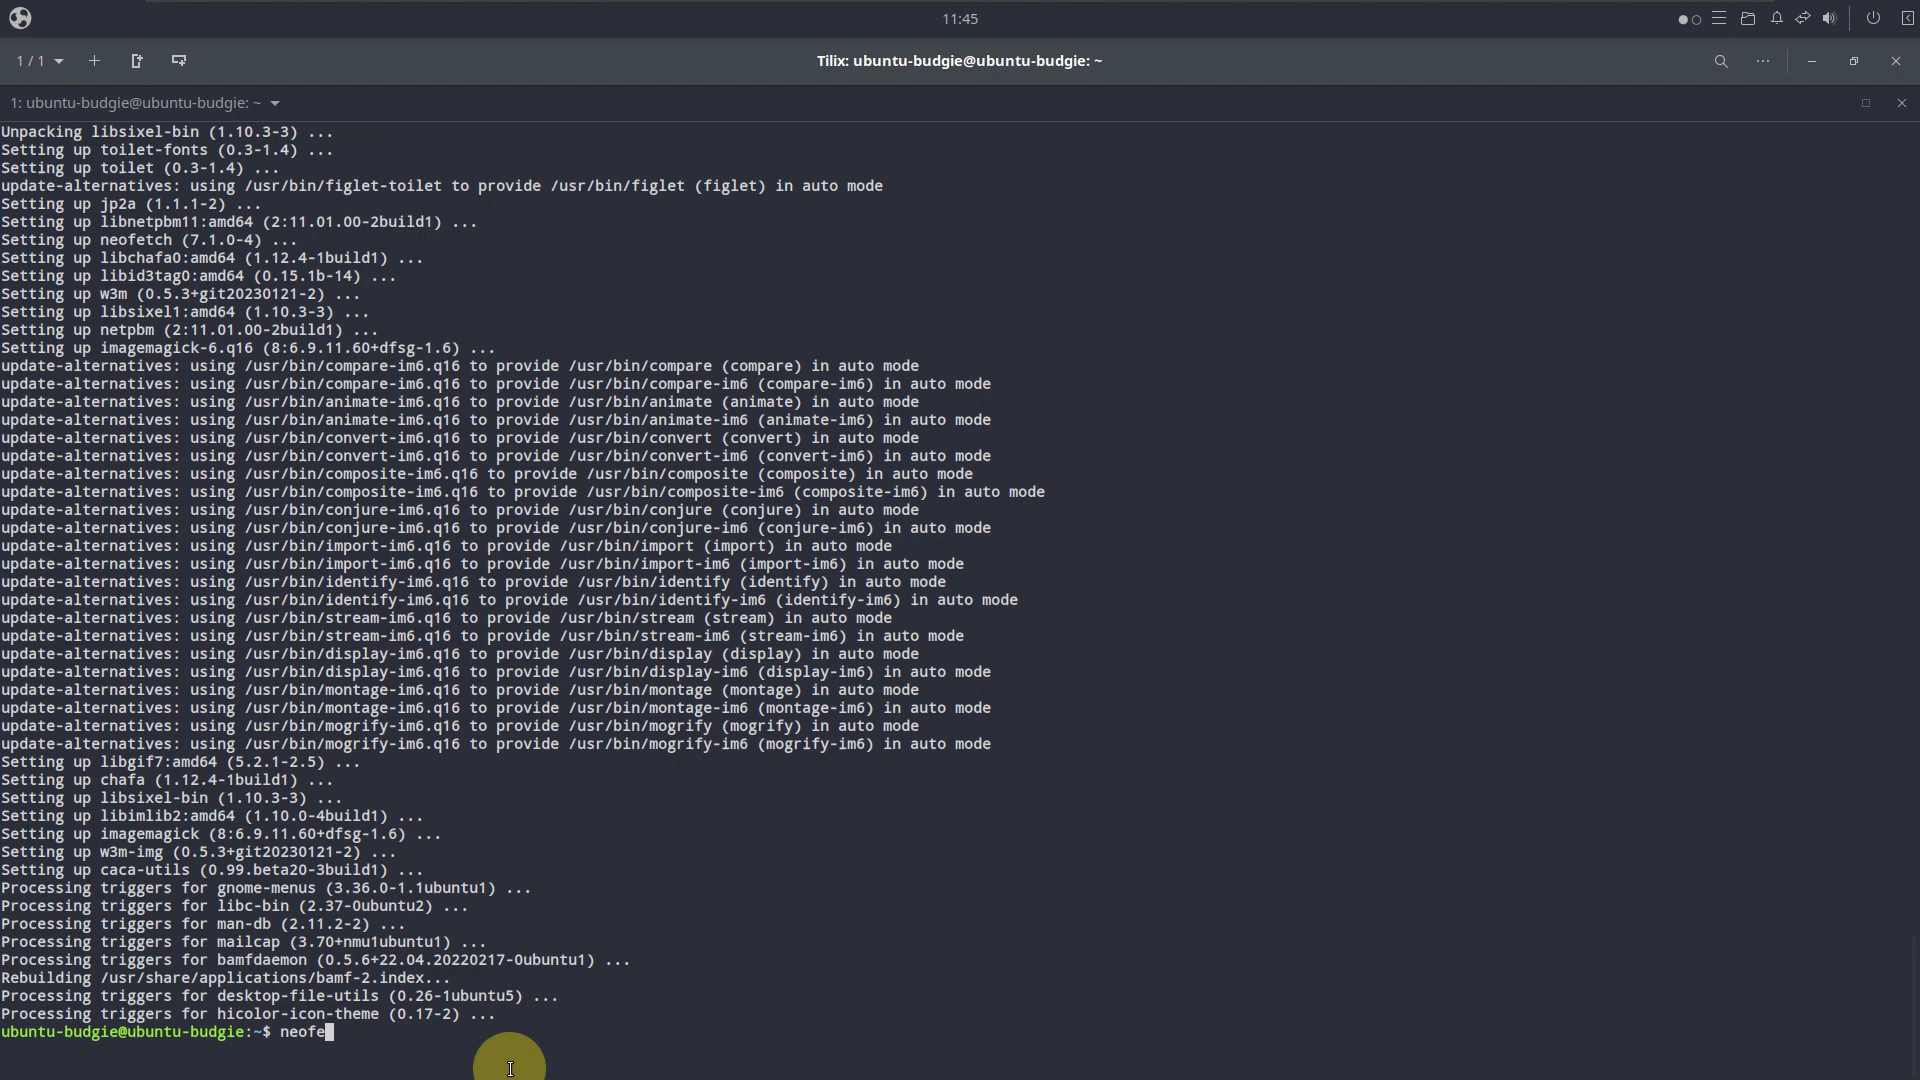 11:45
1 / 1
Tilix: ubuntu-budgie@ubuntu-budgie: ~
1: ubuntu-budgie@ubuntu-budgie: ~
Unpacking libsixel-bin (1.10.3-3) ...
Setting up toilet-fonts (0.3-1.4) ...
Setting up toilet (0.3-1.4) ...
update-alternatives: using /usr/bin/figlet-toilet to provide /usr/bin/figlet (figlet) in auto mode
Setting up jp2a (1.1.1-2) ...
Setting up libnetpbm11:amd64 (2:11.01.00-2build1) ...
Setting up neofetch (7.1.0-4) ...
Setting up libchafa0:amd64 (1.12.4-1build1) ...
Setting up libid3tag0:amd64 (0.15.1b-14) ...
Setting up w3m (0.5.3+git20230121-2) ...
Setting up libsixel1:amd64 (1.10.3-3) ...
Setting up netpbm (2:11.01.00-2build1) ...
Setting up imagemagick-6.q16 (8:6.9.11.60+dfsg-1.6) ...
update-alternatives: using /usr/bin/compare-im6.q16 to provide /usr/bin/compare (compare) in auto mode
update-alternatives: using /usr/bin/compare-im6.q16 to provide /usr/bin/compare-im6 (compare-im6) in auto mode
update-alternatives: using /usr/bin/animate-im6.q16 to provide /usr/bin/animate (animate) in auto mode
update-alternatives: using /usr/bin/animate-im6.q16 to provide /usr/bin/animate-im6 (animate-im6) in auto mode
update-alternatives: using /usr/bin/convert-im6.q16 to provide /usr/bin/convert (convert) in auto mode
update-alternatives: using /usr/bin/convert-im6.q16 to provide /usr/bin/convert-im6 (convert-im6) in auto mode
update-alternatives: using /usr/bin/composite-im6.q16 to provide /usr/bin/composite (composite) in auto mode
update-alternatives: using /usr/bin/composite-im6.q16 to provide /usr/bin/composite-im6 (composite-im6) in auto mode
update-alternatives: using /usr/bin/conjure-im6.q16 to provide /usr/bin/conjure (conjure) in auto mode
update-alternatives: using /usr/bin/conjure-im6.q16 to provide /usr/bin/conjure-im6 (conjure-im6) in auto mode
update-alternatives: using /usr/bin/import-im6.q16 to provide /usr/bin/import (import) in auto mode
update-alternatives: using /usr/bin/import-im6.q16 to provide /usr/bin/import-im6 (import-im6) in auto mode
update-alternatives: using /usr/bin/identify-im6.q16 to provide /usr/bin/identify (identify) in auto mode
update-alternatives: using /usr/bin/identify-im6.q16 to provide /usr/bin/identify-im6 (identify-im6) in auto mode
update-alternatives: using /usr/bin/stream-im6.q16 to provide /usr/bin/stream (stream) in auto mode
update-alternatives: using /usr/bin/stream-im6.q16 to provide /usr/bin/stream-im6 (stream-im6) in auto mode
update-alternatives: using /usr/bin/display-im6.q16 to provide /usr/bin/display (display) in auto mode
update-alternatives: using /usr/bin/display-im6.q16 to provide /usr/bin/display-im6 (display-im6) in auto mode
update-alternatives: using /usr/bin/montage-im6.q16 to provide /usr/bin/montage (montage) in auto mode
update-alternatives: using /usr/bin/montage-im6.q16 to provide /usr/bin/montage-im6 (montage-im6) in auto mode
update-alternatives: using /usr/bin/mogrify-im6.q16 to provide /usr/bin/mogrify (mogrify) in auto mode
update-alternatives: using /usr/bin/mogrify-im6.q16 to provide /usr/bin/mogrify-im6 (mogrify-im6) in auto mode
Setting up libgif7:amd64 (5.2.1-2.5) ...
Setting up chafa (1.12.4-1build1) ...
Setting up libsixel-bin (1.10.3-3) ...
Setting up libimlib2:amd64 (1.10.0-4build1) ...
Setting up imagemagick (8:6.9.11.60+dfsg-1.6) ...
Setting up w3m-img (0.5.3+git20230121-2) ...
Setting up caca-utils (0.99.beta20-3build1) ...
Processing triggers for gnome-menus (3.36.0-1.1ubuntu1) ...
Processing triggers for libc-bin (2.37-0ubuntu2) ...
Processing triggers for man-db (2.11.2-2) ...
Processing triggers for mailcap (3.70+nmu1ubuntu1) ...
Processing triggers for bamfdaemon (0.5.6+22.04.20220217-0ubuntu1) ...
Rebuilding /usr/share/applications/bamf-2.index...
Processing triggers for desktop-file-utils (0.26-1ubuntu5) ...
Processing triggers for hicolor-icon-theme (0.17-2) ...
ubuntu-budgie@ubuntu-budgie:~$ neofe